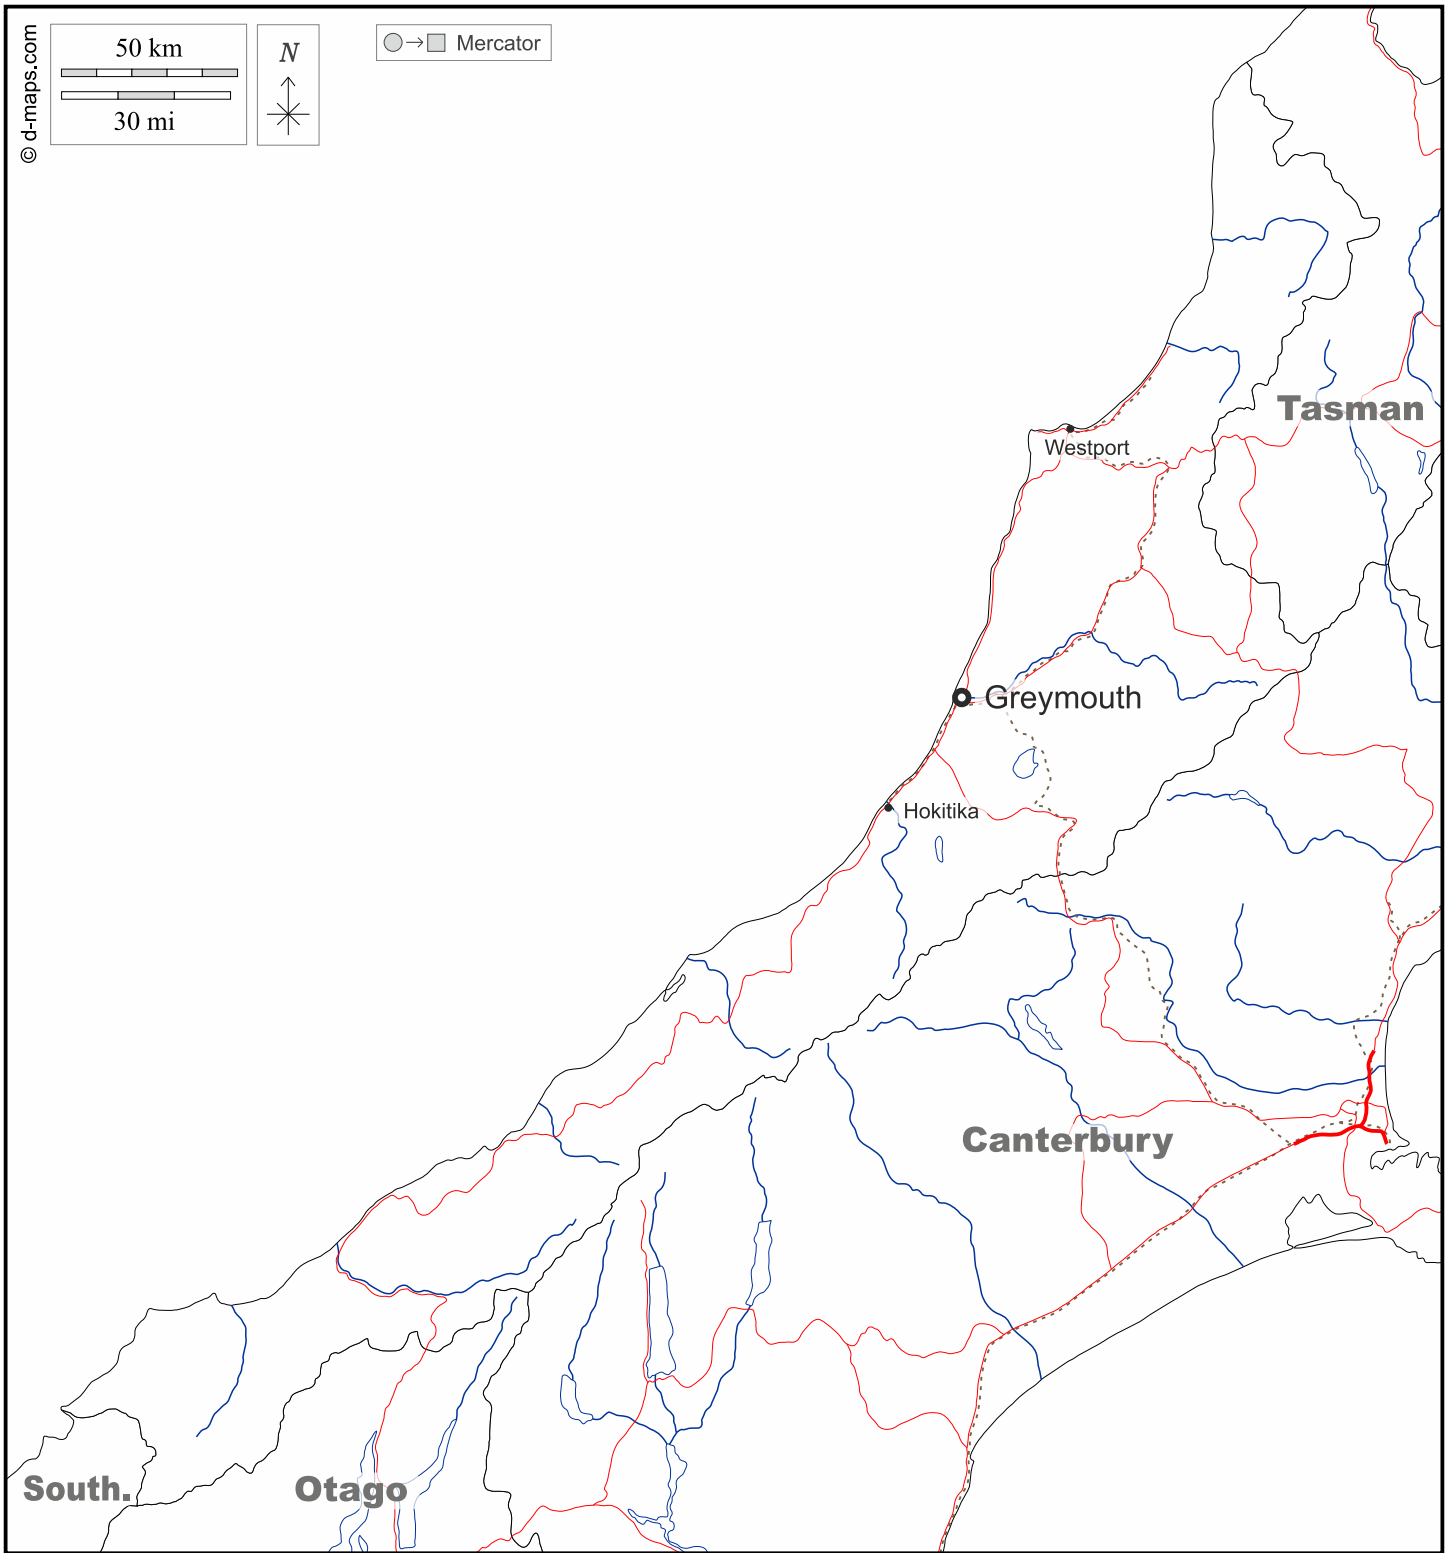 © d-maps.com
50 km
30 mi
N
Mercator
Tasman
Westport
Greymouth
Hokitika
Canterbury
South.
Otago